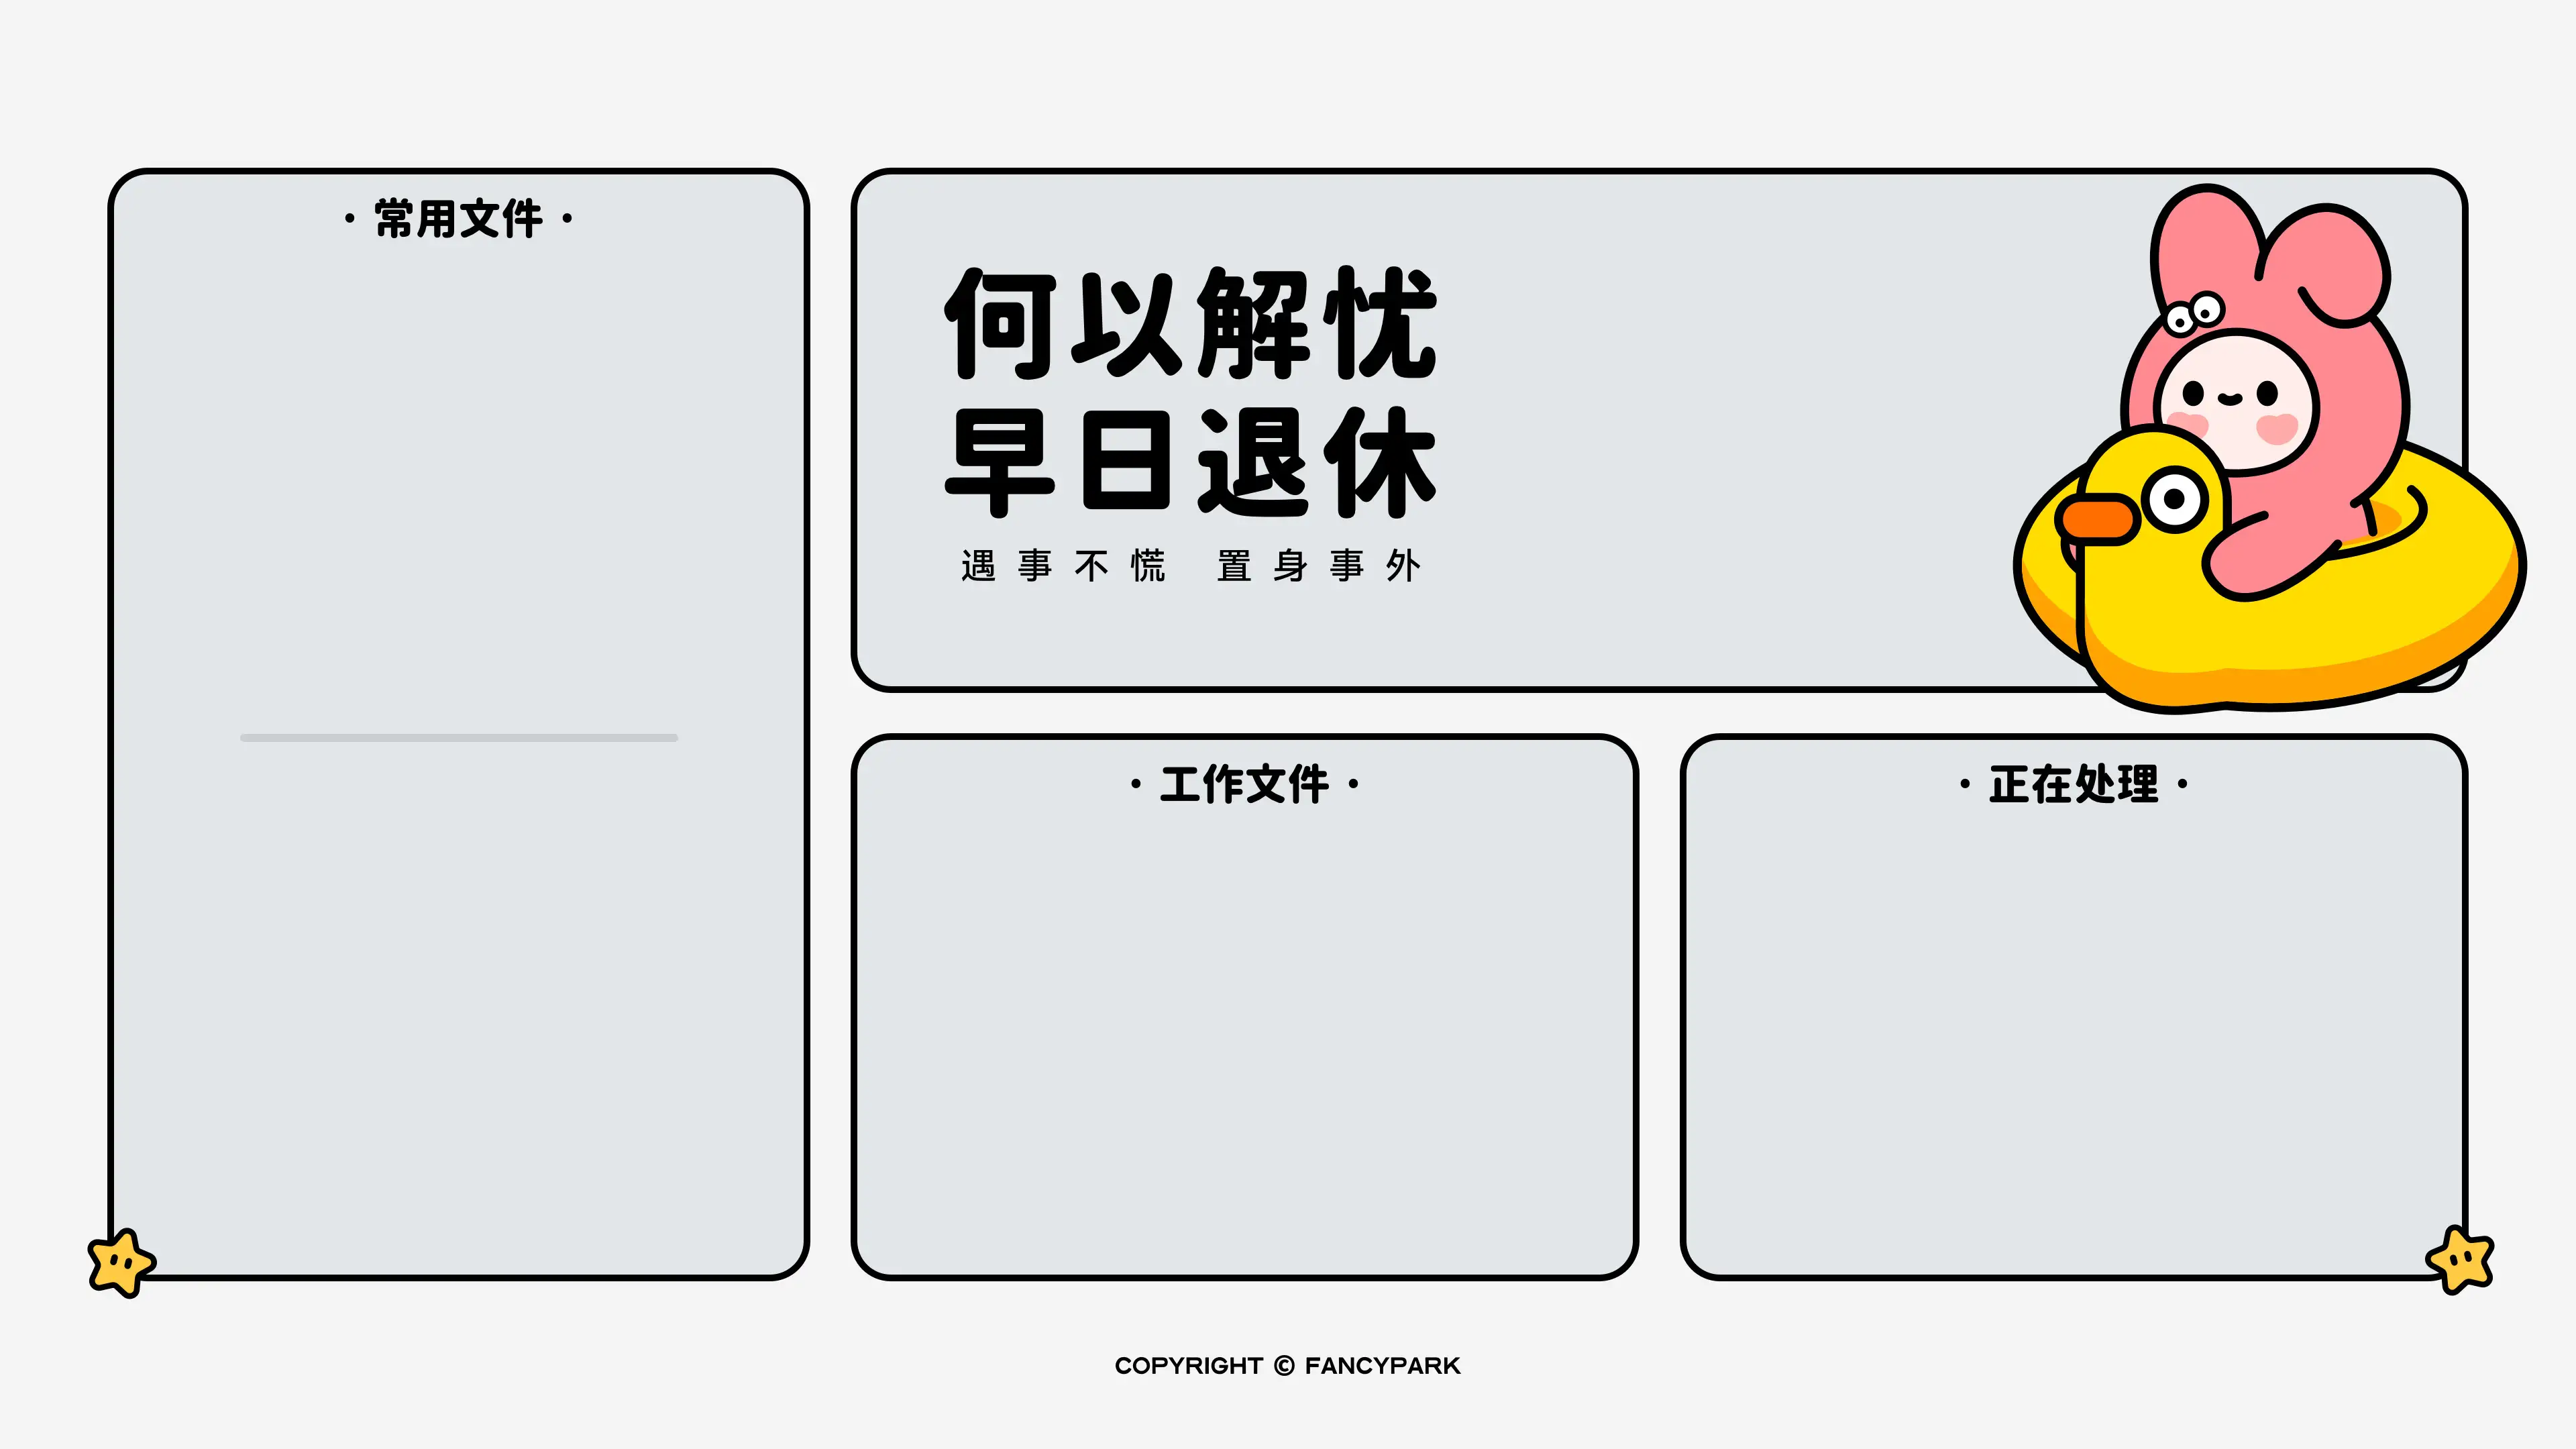 · 常用文件 ·
何以解忧
早日退休
遇事不慌 置身事外
· 工作文件 ·
· 正在处理 ·
COPYRIGHT © FANCYPARK